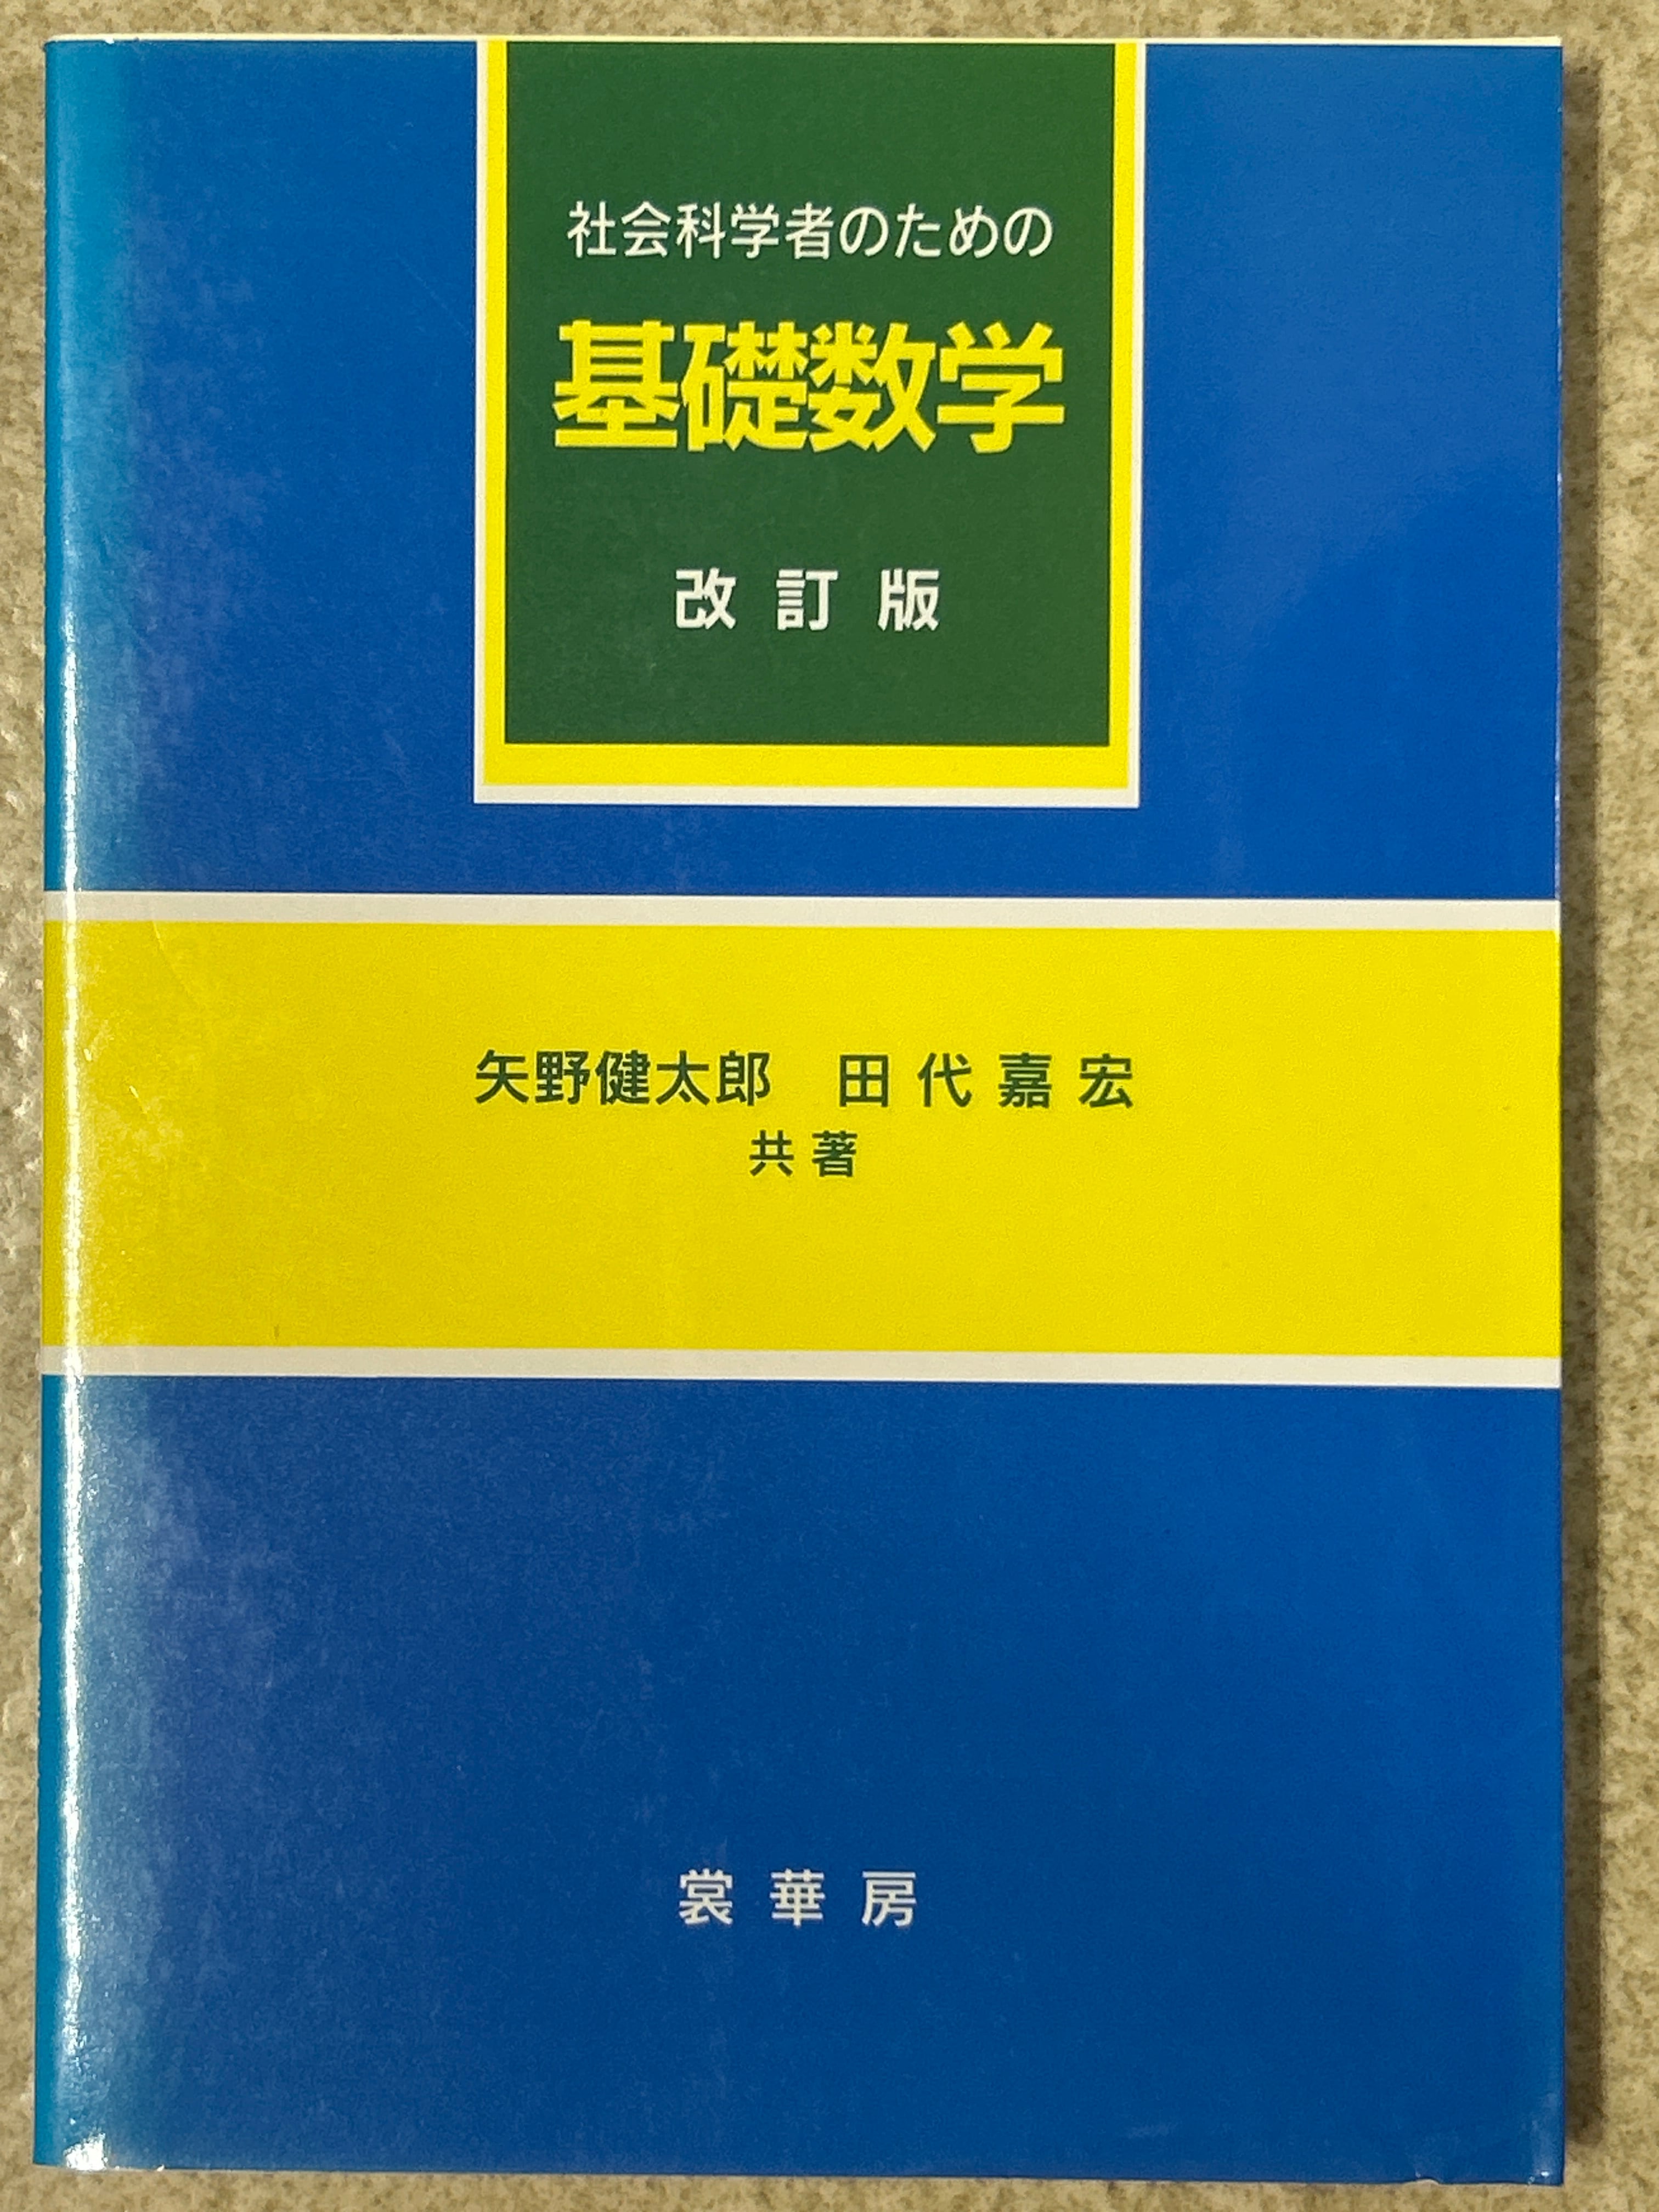 社会科学者のための
基礎数学
改訂版
矢野健太郎 田代嘉宏
共著
裳華房